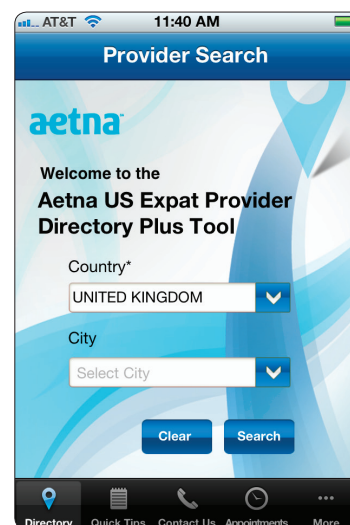 AT&T 11:40 AM
Provider Search
aetna
Welcome to the
Aetna US Expat Provider
Directory Plus Tool
Country*
UNITED KINGDOM
City
Select City
Clear Search
Directory Quick Tips Contact Us Appointments More